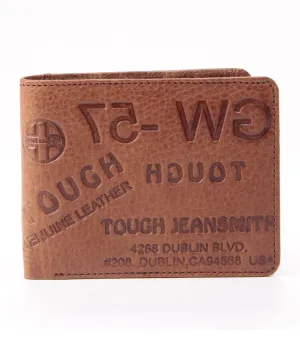 GW -57
TOUGH
TOUGH
GENUINE LEATHER
TOUGH JEANSMITH
4268 DUBLIN BLVD.
#208 DUBLIN, CA94568 USA